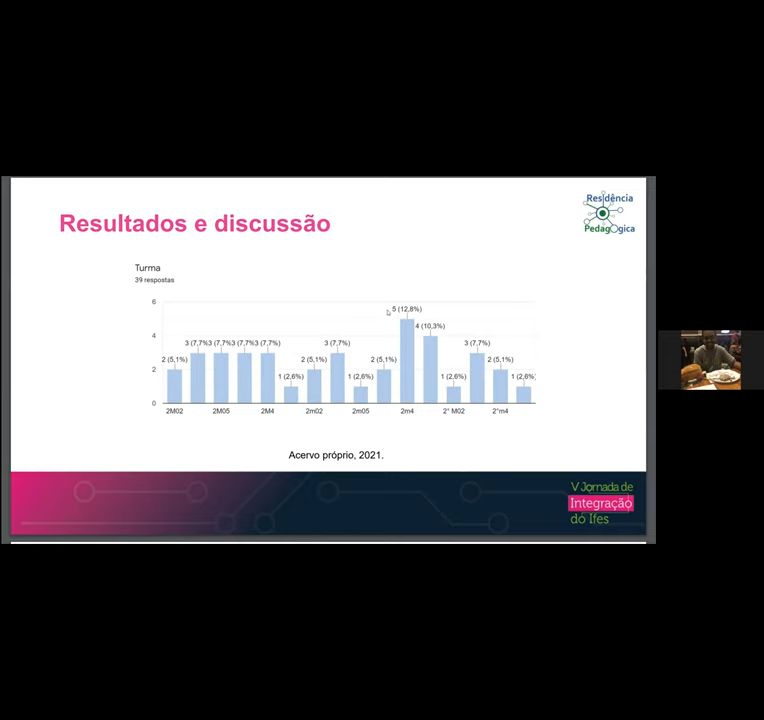 Residência
Pedagógica
Resultados e discussão
Turma
39 respostas
6
4
2
0
2 (5,1%)
3 (7,7%
3 (7,7%
3 (7,7%
3 (7,7%)
1 (2,6%)
2 (5,1%)
3 (7,7%)
1 (2,6%)
2 (5,1%)
5 (12,8%)
4 (10,3%)
1 (2,6%)
3 (7,7%)
2 (5,1%)
1 (2,6%
2M02
2M05
2M4
2m02
2m05
2m4
2° M02
2°m4
Acervo próprio, 2021.
V Jornada de
Integração
do Ifes